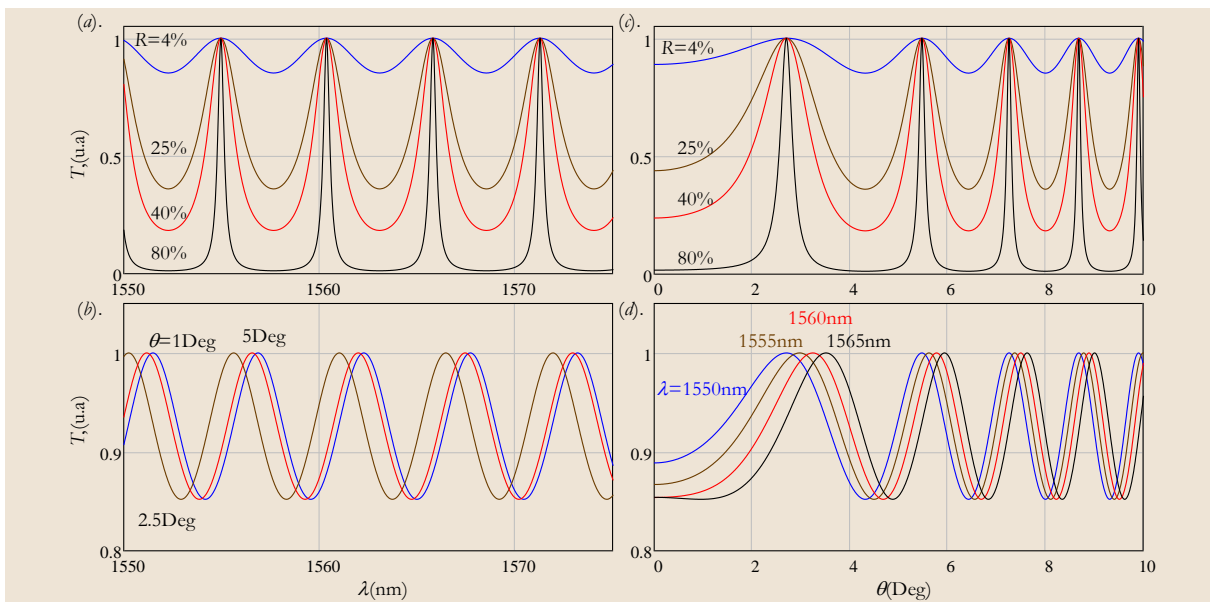 (a).
R=4%
25%
40%
80%
T,(u.a)
1
0.5
0
1550
1560
1570
(c).
R=4%
25%
40%
80%
T,(u.a)
1
0.5
0
0
2
4
6
8
10
(b).
θ=1Deg
5Deg
2.5Deg
T,(u.a)
1
0.9
0.8
1550
1560
1570
λ(nm)
(d).
1560nm
1555nm
1565nm
λ=1550nm
T,(u.a)
1
0.9
0.8
0
2
4
6
8
10
θ(Deg)